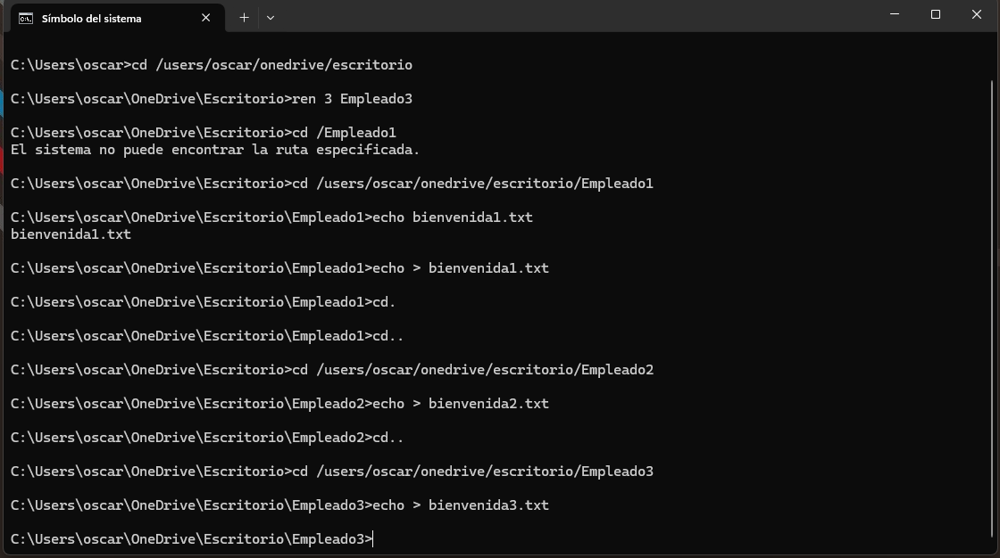 Símbolo del sistema
C:\Users\oscar>cd /users/oscar/onedrive/escritorio
C:\Users\oscar\OneDrive\Escritorio>ren 3 Empleado3
C:\Users\oscar\OneDrive\Escritorio>cd /Empleado1
El sistema no puede encontrar la ruta especificada.
C:\Users\oscar\OneDrive\Escritorio>cd /users/oscar/onedrive/escritorio/Empleado1
C:\Users\oscar\OneDrive\Escritorio\Empleado1>echo bienvenida1.txt
bienvenida1.txt
C:\Users\oscar\OneDrive\Escritorio\Empleado1>echo > bienvenida1.txt
C:\Users\oscar\OneDrive\Escritorio\Empleado1>cd.
C:\Users\oscar\OneDrive\Escritorio\Empleado1>cd..
C:\Users\oscar\OneDrive\Escritorio>cd /users/oscar/onedrive/escritorio/Empleado2
C:\Users\oscar\OneDrive\Escritorio\Empleado2>echo > bienvenida2.txt
C:\Users\oscar\OneDrive\Escritorio\Empleado2>cd..
C:\Users\oscar\OneDrive\Escritorio>cd /users/oscar/onedrive/escritorio/Empleado3
C:\Users\oscar\OneDrive\Escritorio\Empleado3>echo > bienvenida3.txt
C:\Users\oscar\OneDrive\Escritorio\Empleado3>